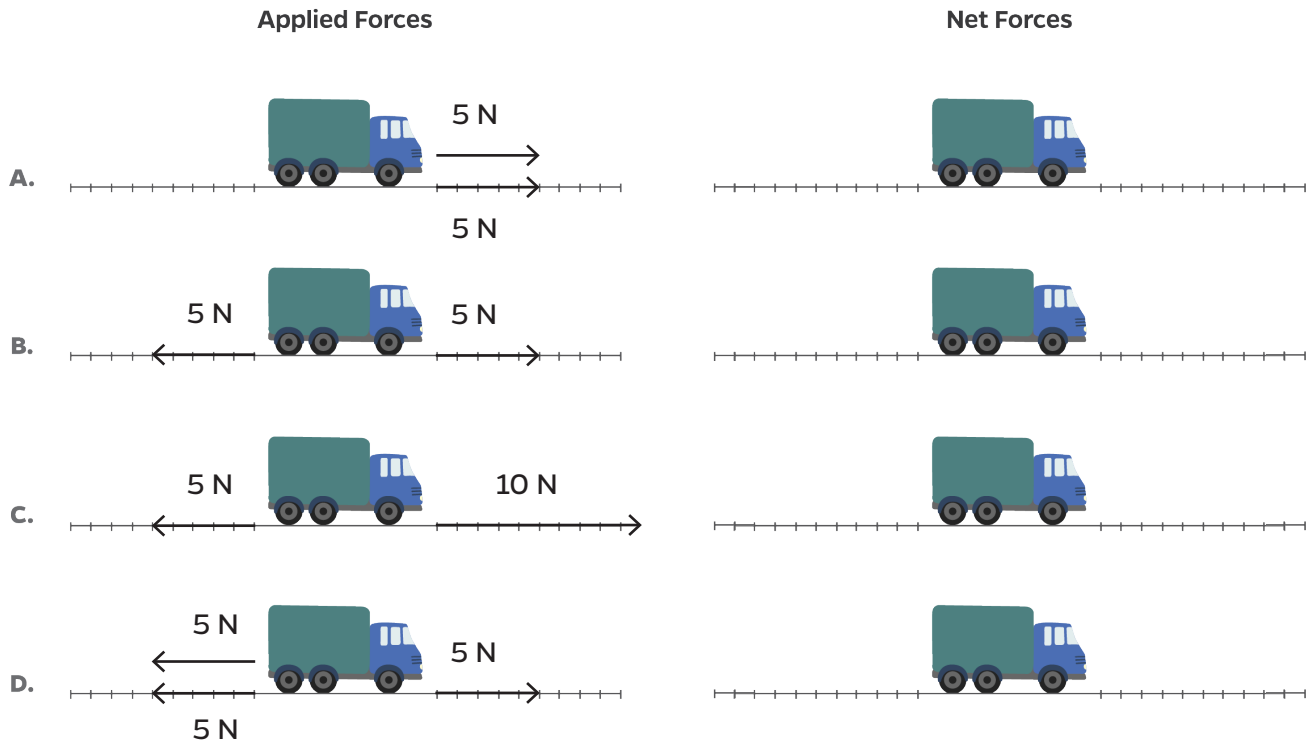 Applied Forces Net Forces
5 N
A.
5 N
5 N 5 N
B.
5 N 10 N
C.
5 N
5 N
D.
5 N